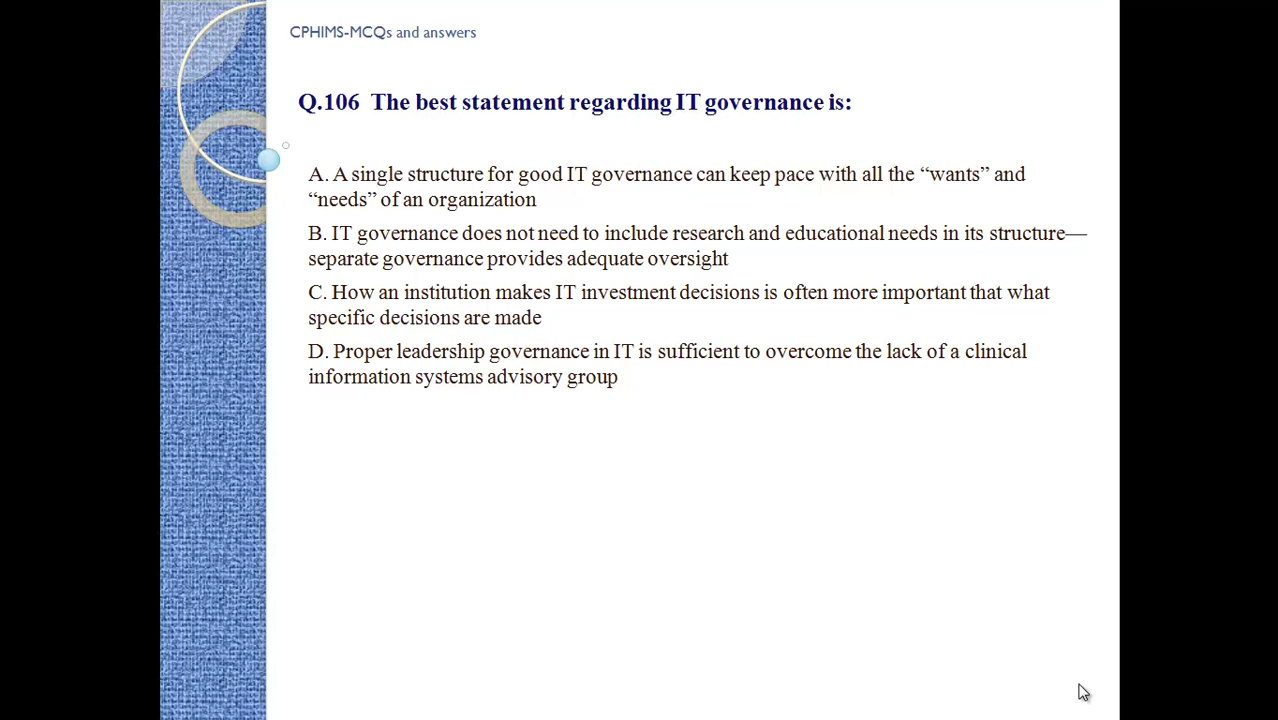 CPHIMS-MCQs and answers
Q.106  The best statement regarding IT governance is:
A. A single structure for good IT governance can keep pace with all the “wants” and
“needs” of an organization
B. IT governance does not need to include research and educational needs in its structure—
separate governance provides adequate oversight
C. How an institution makes IT investment decisions is often more important that what
specific decisions are made
D. Proper leadership governance in IT is sufficient to overcome the lack of a clinical
information systems advisory group